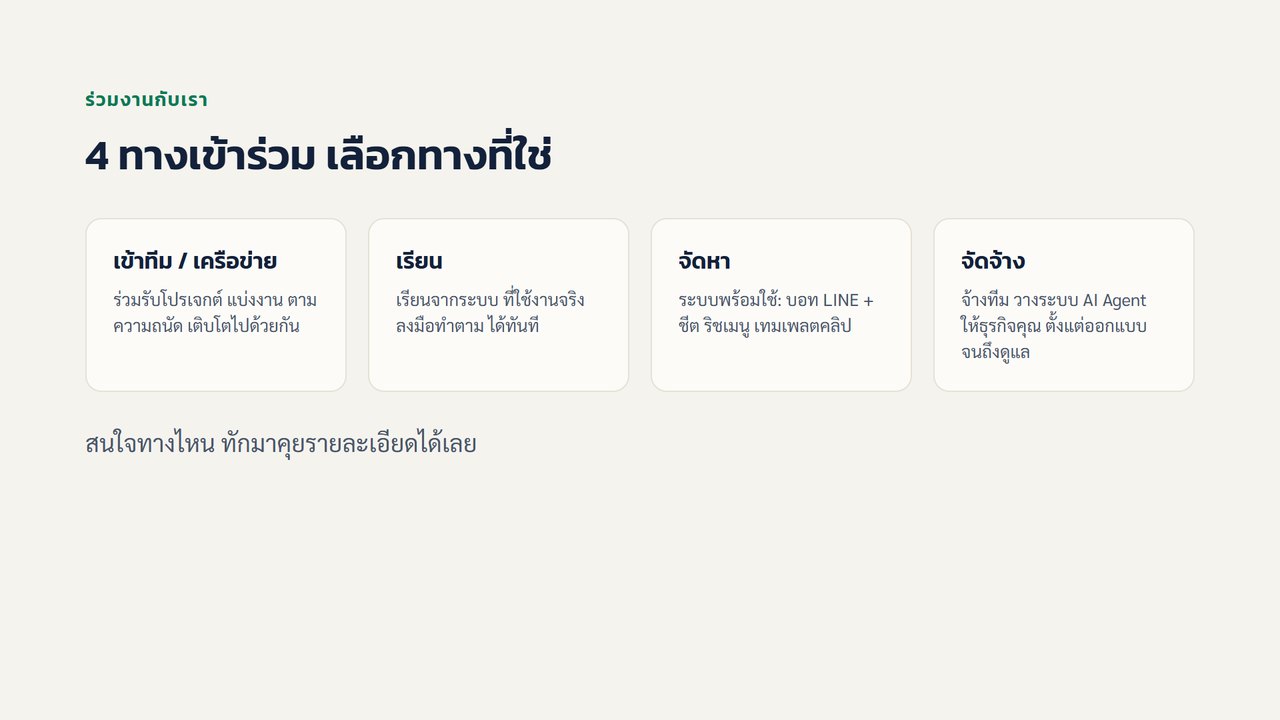 ร่วมงานกับเรา
4 ทางเข้าร่วม เลือกทางที่ใช่
เข้าทีม / เครือข่าย
ร่วมรับโปรเจกต์ แบ่งงาน ตาม
ความถนัด เติบโตไปด้วยกัน
เรียน
เรียนจากระบบ ที่ใช้งานจริง
ลงมือทำตาม ได้ทันที
จัดหา
ระบบพร้อมใช้: บอท LINE +
ชีต ริชเมนู เทมเพลตคลิป
จัดจ้าง
จ้างทีม วางระบบ AI Agent
ให้ธุรกิจคุณ ตั้งแต่ออกแบบ
จนถึงดูแล
สนใจทางไหน ทักมาคุยรายละเอียดได้เลย